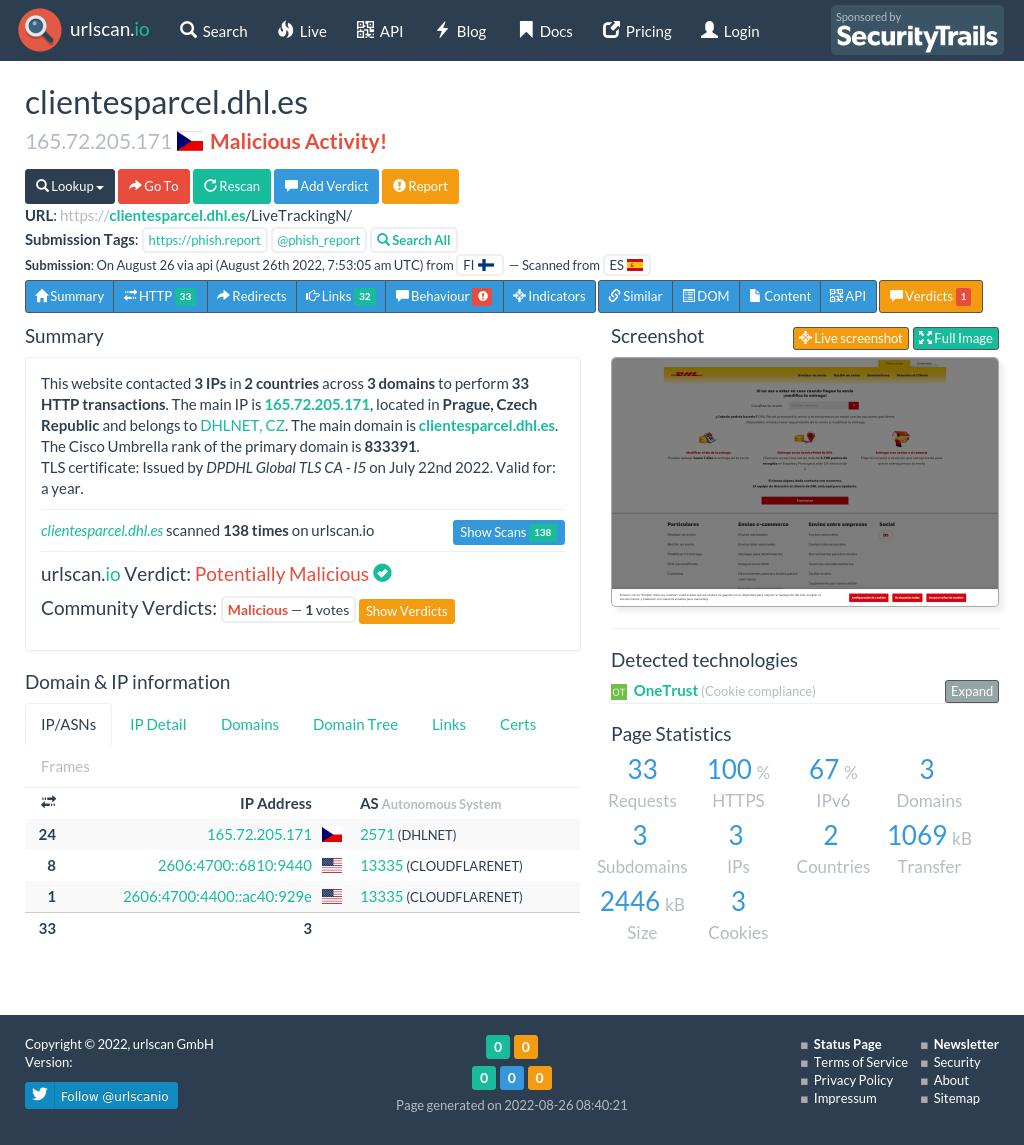 urlscan.io
Search
Live
API
Blog
Docs
Pricing
Login
Sponsored by
SecurityTrails
clientesparcel.dhl.es
165.72.205.171 Malicious Activity!
Lookup Go To Rescan Add Verdict Report
URL: https://clientesparcel.dhl.es/LiveTrackingN/
Submission Tags: https://phish.report @phish_report Search All
Submission: On August 26 via api (August 26th 2022, 7:53:05 am UTC) from FI — Scanned from ES
Summary HTTP 33 Redirects Links 32 Behaviour Indicators Similar DOM Content API Verdicts 1
Summary
This website contacted 3 IPs in 2 countries across 3 domains to perform 33
HTTP transactions. The main IP is 165.72.205.171, located in Prague, Czech
Republic and belongs to DHLNET, CZ. The main domain is clientesparcel.dhl.es.
The Cisco Umbrella rank of the primary domain is 833391.
TLS certificate: Issued by DPDHL Global TLS CA - I5 on July 22nd 2022. Valid for:
a year.
clientesparcel.dhl.es scanned 138 times on urlscan.io Show Scans 138
urlscan.io Verdict: Potentially Malicious
Community Verdicts: Malicious — 1 votes Show Verdicts
Screenshot
Live screenshot Full Image
DHL
Particulares
Envíos e-commerce
Envíos entre empresas
Social
Detected technologies
OT OneTrust (Cookie compliance) Expand
Page Statistics
33 100 % 67 % 3
Requests HTTPS IPv6 Domains
3 3 2 1069 kB
Subdomains IPs Countries Transfer
2446 kB 3
Size Cookies
Domain & IP information
IP/ASNs IP Detail Domains Domain Tree Links Certs
Frames
IP Address AS Autonomous System
24 165.72.205.171 2571 (DHLNET)
8 2606:4700::6810:9440 13335 (CLOUDFLARENET)
1 2606:4700:4400::ac40:929e 13335 (CLOUDFLARENET)
33 3
Copyright © 2022, urlscan GmbH
Version:
Follow @urlscanio
0 0
0 0 0
Page generated on 2022-08-26 08:40:21
Status Page
Terms of Service
Privacy Policy
Impressum
Newsletter
Security
About
Sitemap